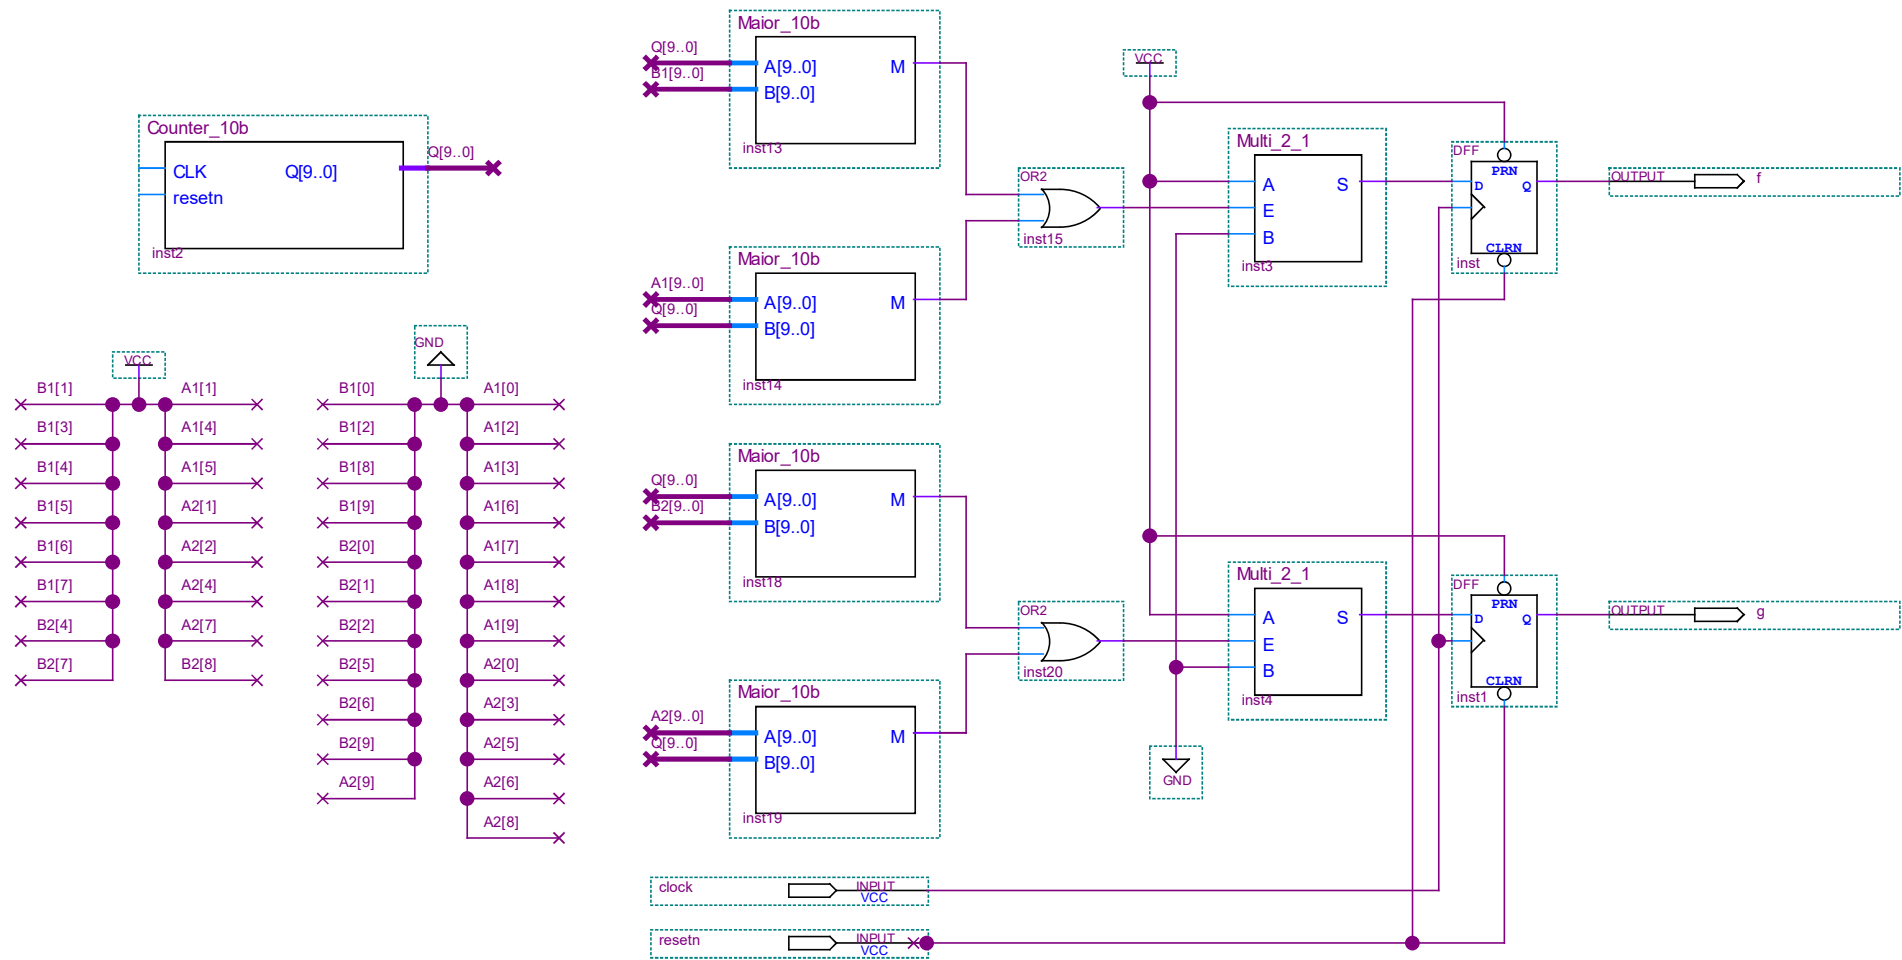 Counter_10b
CLK
Q[9..0]
resetn
inst2
Q[9..0]
VCC
B1[1]
A1[1]
B1[3]
A1[4]
B1[4]
A1[5]
B1[5]
A2[1]
B1[6]
A2[2]
B1[7]
A2[4]
B2[4]
A2[7]
B2[7]
B2[8]
GND
B1[0]
A1[0]
B1[2]
A1[2]
B1[8]
A1[3]
B1[9]
A1[6]
B2[0]
A1[7]
B2[1]
A1[8]
B2[2]
A1[9]
B2[5]
A2[0]
B2[6]
A2[3]
B2[9]
A2[5]
A2[9]
A2[6]
A2[8]
Maior_10b
Q[9..0]
B1[9..0]
A[9..0]
M
B[9..0]
inst13
Maior_10b
A1[9..0]
Q[9..0]
A[9..0]
M
B[9..0]
inst14
Maior_10b
Q[9..0]
B2[9..0]
A[9..0]
M
B[9..0]
inst18
Maior_10b
A2[9..0]
Q[9..0]
A[9..0]
M
B[9..0]
inst19
OR2
inst15
OR2
inst20
VCC
Multi_2_1
A
S
E
B
inst3
DFF
PRN
D
Q
CLRN
inst
OUTPUT
f
Multi_2_1
A
S
E
B
inst4
DFF
PRN
D
Q
CLRN
inst1
OUTPUT
g
GND
clock
INPUT
VCC
resetn
INPUT
VCC